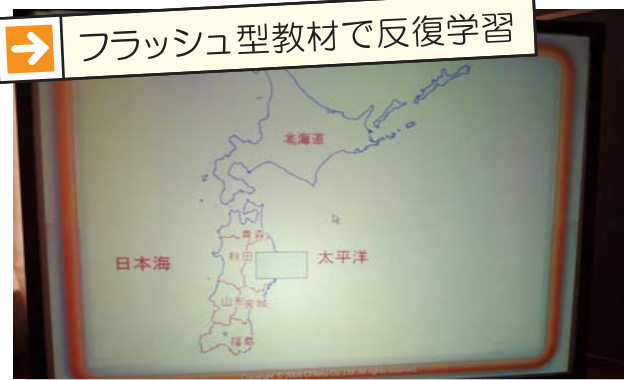 フラッシュ型教材で反復学習
北海道
青森
秋田
日本海
太平洋
山形
宮城
福島